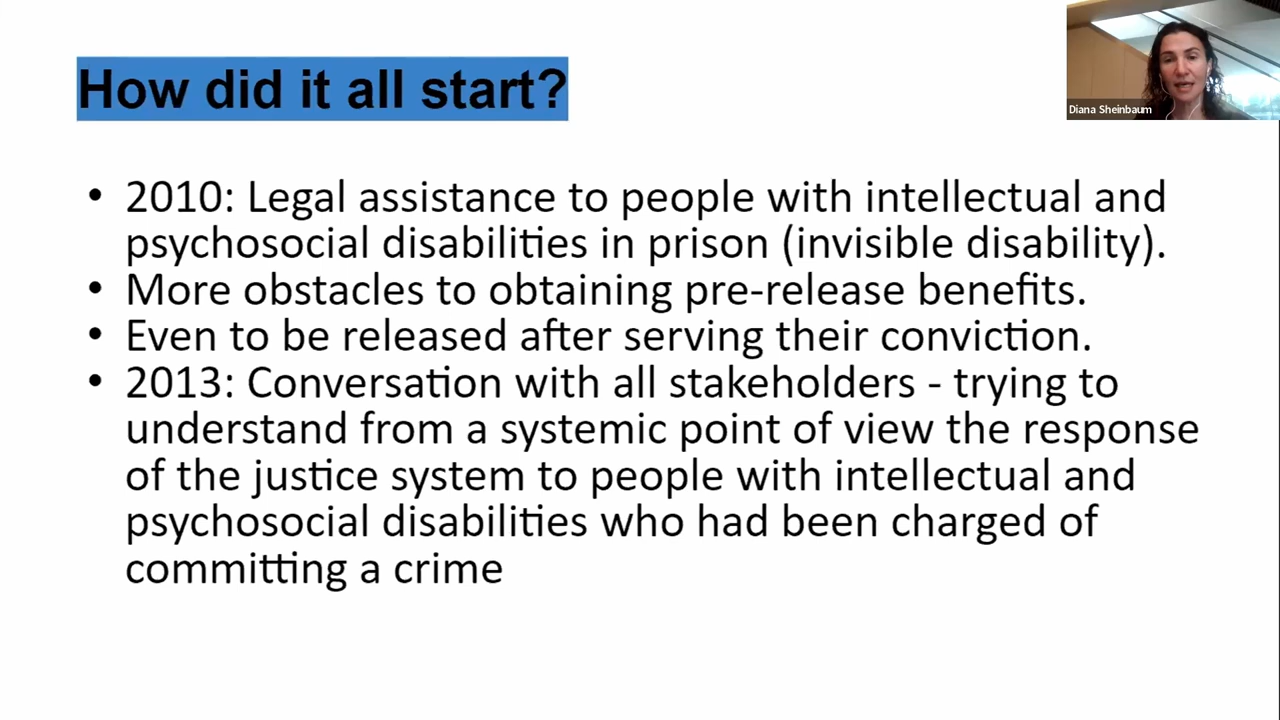 How did it all start?
Diana Sheinbaum
• 2010: Legal assistance to people with intellectual and
psychosocial disabilities in prison (invisible disability).
• More obstacles to obtaining pre-release benefits.
• Even to be released after serving their conviction.
• 2013: Conversation with all stakeholders - trying to
understand from a systemic point of view the response
of the justice system to people with intellectual and
psychosocial disabilities who had been charged of
committing a crime